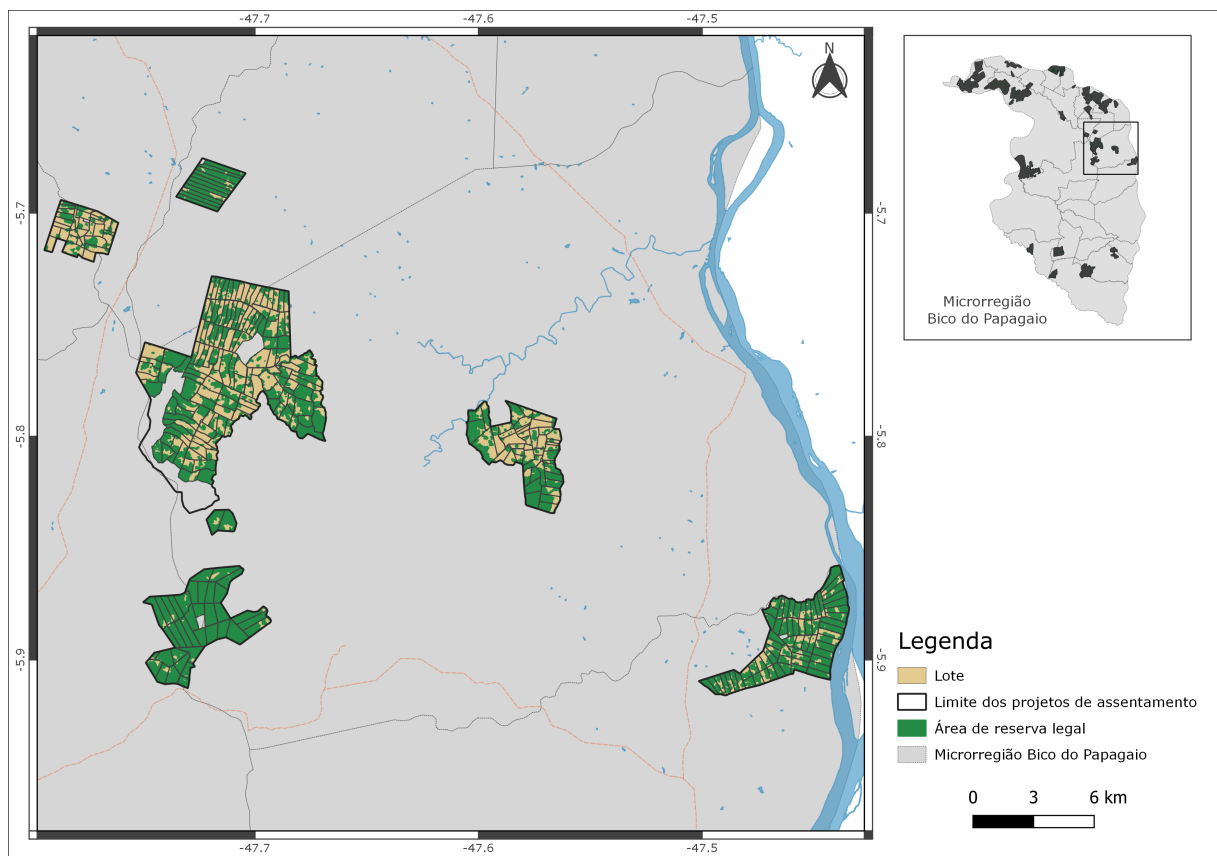 -47.7
-47.6
-47.5
N
-5.7
-5.7
-5.8
-5.8
-5.9
-5.9
-47.7
-47.6
-47.5
Microrregião
Bico do Papagaio
Legenda
Lote
Limite dos projetos de assentamento
Área de reserva legal
Microrregião Bico do Papagaio
0 3 6 km